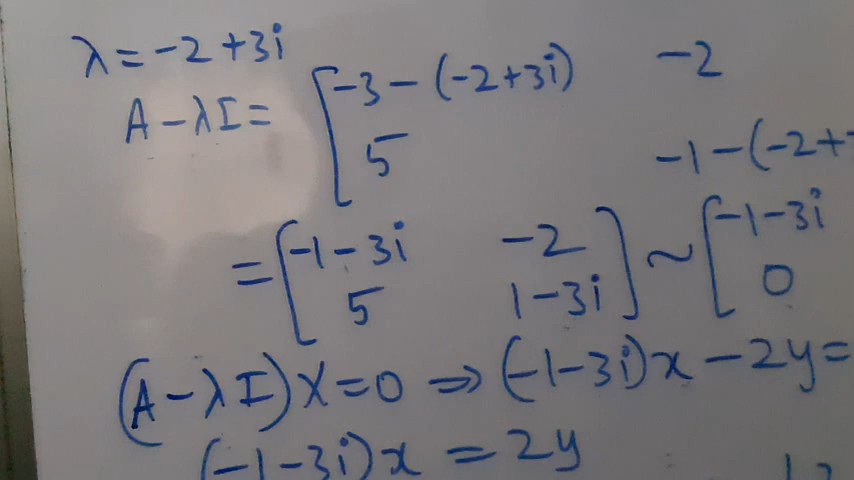 λ = -2 + 3i
A - λI = [ -3 - (-2 + 3i)   -2
5   -1 - (-2 +
= [ -1 - 3i   -2 ] ~ [ -1 - 3i
5   1 - 3i   0
(A - λI) X = 0 ⇒ (-1 - 3i)x - 2y =
(-1 - 3i)x = 2y